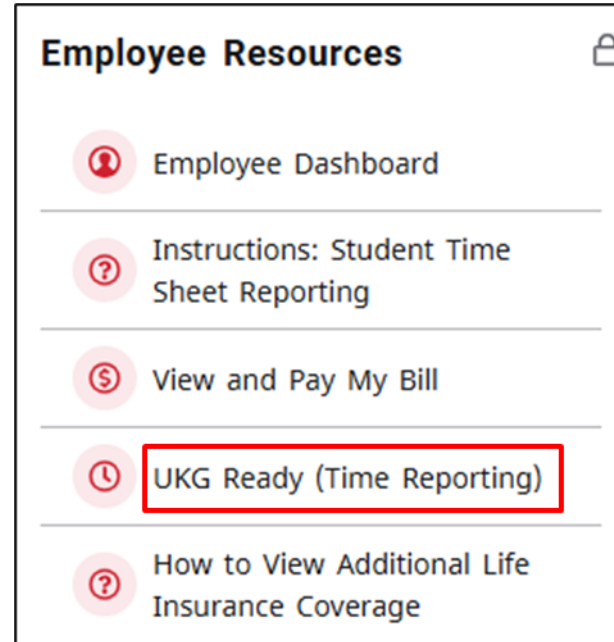 Employee Resources
Employee Dashboard
Instructions: Student Time
Sheet Reporting
View and Pay My Bill
UKG Ready (Time Reporting)
How to View Additional Life
Insurance Coverage